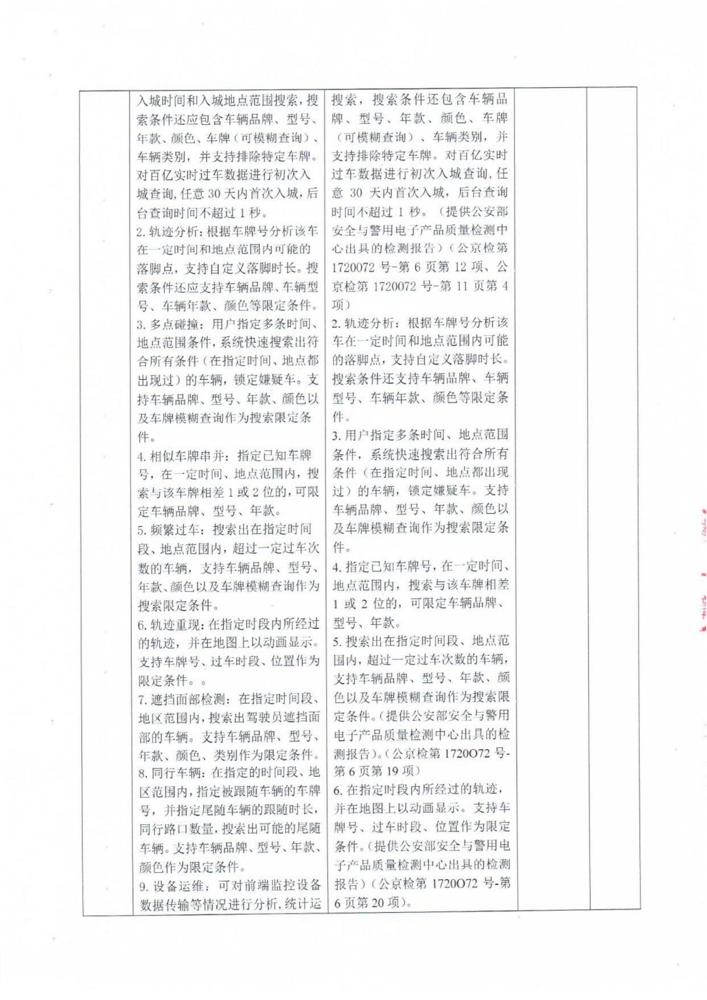 入城时间和入城地点范围搜索，搜
索条件还应包含车辆品牌、型号、
年款、颜色、车牌（可模糊查询）、
车辆类别，并支持排除特定车牌。
对百亿实时过车数据进行初次入
城查询,任意 30 天内首次入城，后
台查询时间不超过 1 秒。
2.轨迹分析：根据车牌号分析该车
在一定时间和地点范围内可能的
落脚点，支持自定义落脚时长。搜
索条件还应支持车辆品牌、车辆型
号、车辆年款、颜色等限定条件。
3.多点碰撞：用户指定多条时间、
地点范围条件，系统快速搜索出符
合所有条件（在指定时间、地点都
出现过）的车辆，锁定嫌疑车。支
持车辆品牌、型号、年款、颜色以
及车牌模糊查询作为搜索限定条
件。
4.相似车牌串并：指定已知车牌
号，在一定时间、地点范围内，搜
索与该车牌相差 1 或 2 位的，可限
定车辆品牌、型号、年款。
5.频繁过车：搜索出在指定时间
段、地点范围内，超过一定过车次
数的车辆，支持车辆品牌、型号、
年款、颜色以及车牌模糊查询作为
搜索限定条件。
6.轨迹重现：在指定时段内所经过
的轨迹，并在地图上以动画显示。
支持车牌号、过车时段、位置作为
限定条件。。
7.遮挡面部检测：在指定时间段、
地区范围内，搜索出驾驶员遮挡面
部的车辆。支持车辆品牌、型号、
年款、颜色、类别作为限定条件。
8.同行车辆：在指定的时间段、地
区范围内，指定被跟随车辆的车牌
号，并指定尾随车辆的跟随时长，
同行路口数量，搜索出可能的尾随
车辆。支持车辆品牌、型号、年款、
颜色作为限定条件。
9.设备运维：可对前端监控设备
数据传输等情况进行分析,统计运
搜索，搜索条件还包含车辆品
牌、型号、年款、颜色、车牌
（可模糊查询）、车辆类别，并
支持排除特定车牌。对百亿实时
过车数据进行初次入城查询,任
意 30 天内首次入城，后台查询
时间不超过 1 秒。（提供公安部
安全与警用电子产品质量检测中
心出具的检测报告）（公京检第
1720072 号-第 6 页第 12 项、公
京检第 1720072 号-第 11 页第 4
项）
2.轨迹分析：根据车牌号分析该
车在一定时间和地点范围内可能
的落脚点，支持自定义落脚时长。
搜索条件还支持车辆品牌、车辆
型号、车辆年款、颜色等限定条
件。
3.用户指定多条时间、地点范围
条件，系统快速搜索出符合所有
条件（在指定时间、地点都出现
过）的车辆，锁定嫌疑车。支持
车辆品牌、型号、年款、颜色以
及车牌模糊查询作为搜索限定条
件。
4.指定已知车牌号，在一定时间、
地点范围内，搜索与该车牌相差
1 或 2 位的，可限定车辆品牌、
型号、年款。
5.搜索出在指定时间段、地点范
围内，超过一定过车次数的车辆，
支持车辆品牌、型号、年款、颜
色以及车牌模糊查询作为搜索限
定条件。（提供公安部安全与警用
电子产品质量检测中心出具的检
测报告）。（公京检第 1720O72 号-
第 6 页第 19 项）
6.在指定时段内所经过的轨迹，
并在地图上以动画显示。支持车
牌号、过车时段、位置作为限定
条件。（提供公安部安全与警用电
子产品质量检测中心出具的检测
报告）（公京检第 1720O72 号-第
6 页第 20 项）。